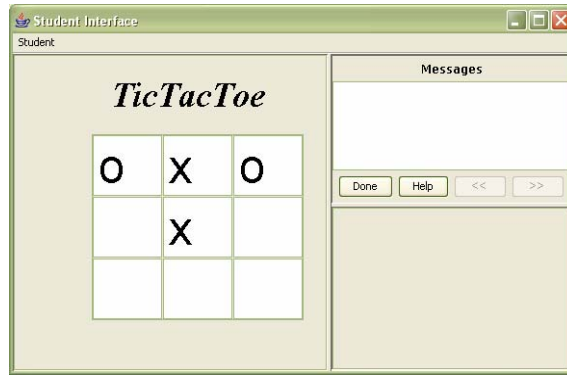 Student Interface
Student
TicTacToe
O X O
X
Messages
Done Help << >>